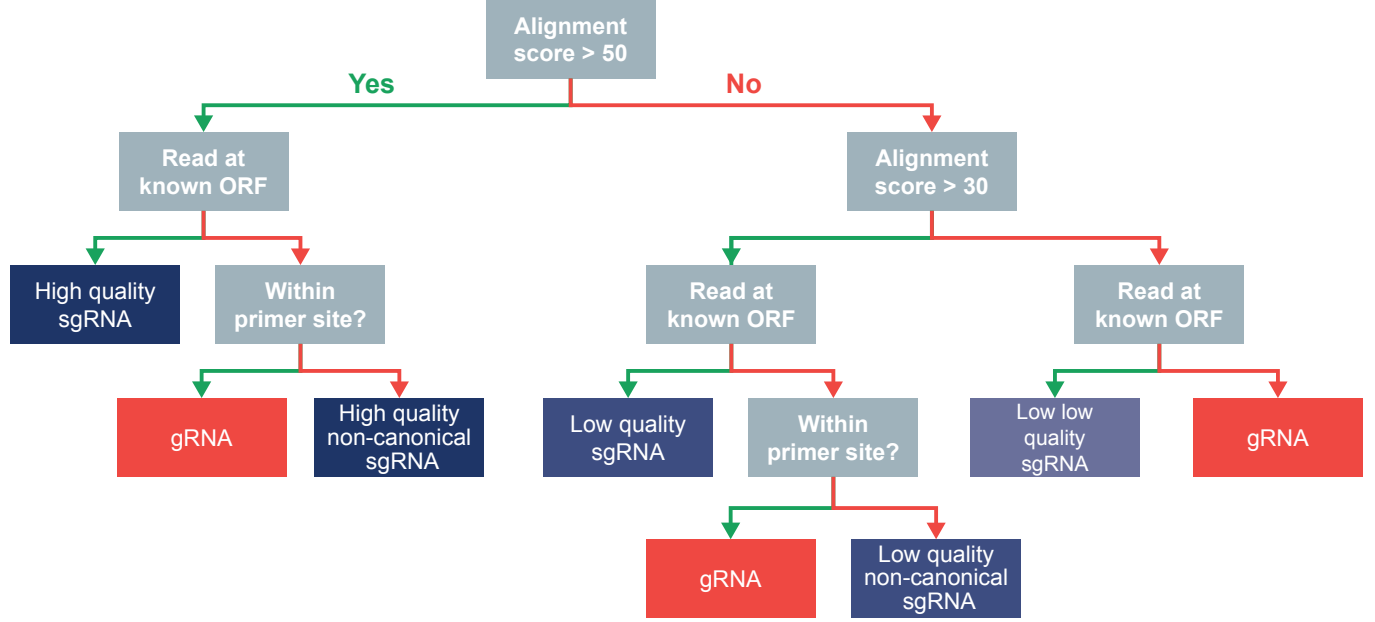 Alignment
score > 50
Yes
No
Read at
known ORF
Alignment
score > 30
High quality
sgRNA
Within
primer site?
Read at
known ORF
Read at
known ORF
gRNA
High quality
non-canonical
sgRNA
Low quality
sgRNA
Within
primer site?
Low low
quality
sgRNA
gRNA
gRNA
Low quality
non-canonical
sgRNA